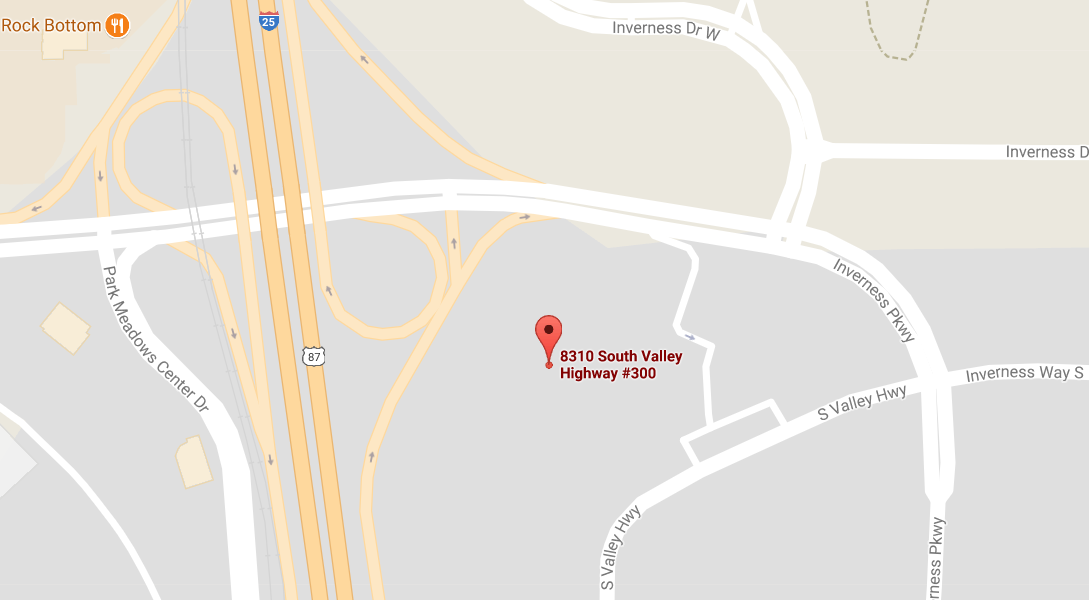 Rock Bottom
25
Inverness Dr W
Inverness D
Park Meadows Center Dr
Inverness Pkwy
87
8310 South Valley
Highway #300
Inverness Way S
S Valley Hwy
S Valley Hwy
rness Pkwy